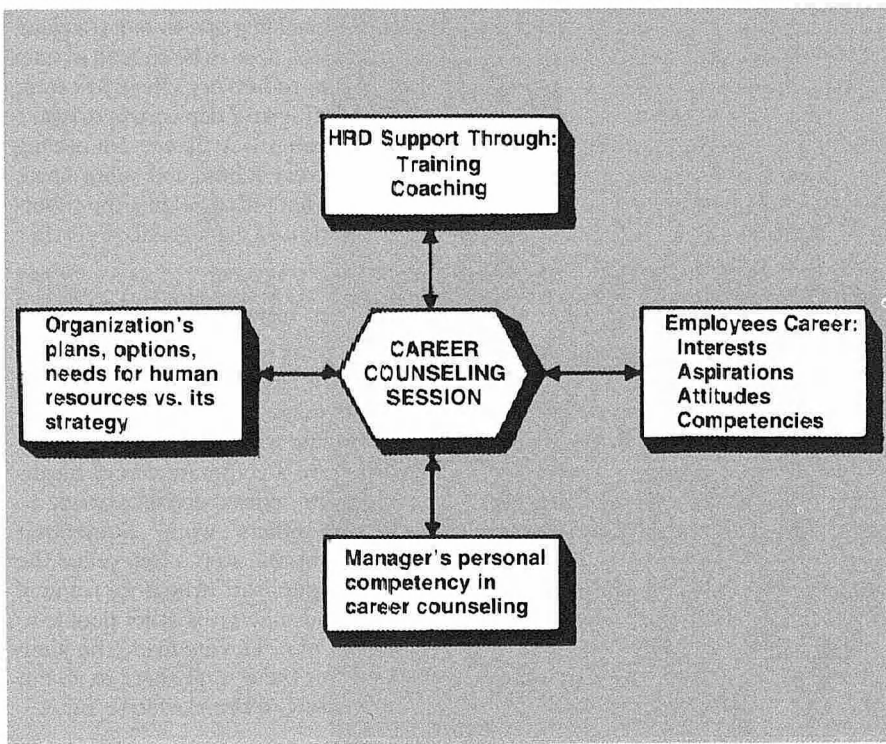 HRD Support Through:
Training
Coaching
Organization's
plans, options,
needs for human
resources vs. its
strategy
CAREER
COUNSELING
SESSION
Employees Career:
Interests
Aspirations
Attitudes
Competencies
Manager's personal
competency in
career counseling